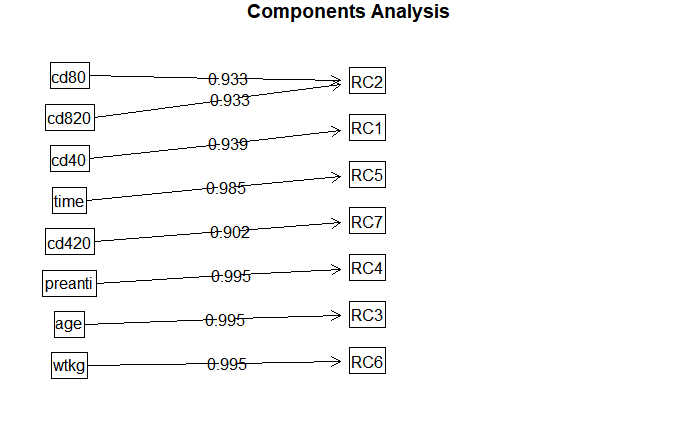 Components Analysis
cd80 0.933 RC2
cd820 0.933
cd40 0.939 RC1
time 0.985 RC5
cd420 0.902 RC7
preanti 0.995 RC4
age 0.995 RC3
wtkg 0.995 RC6